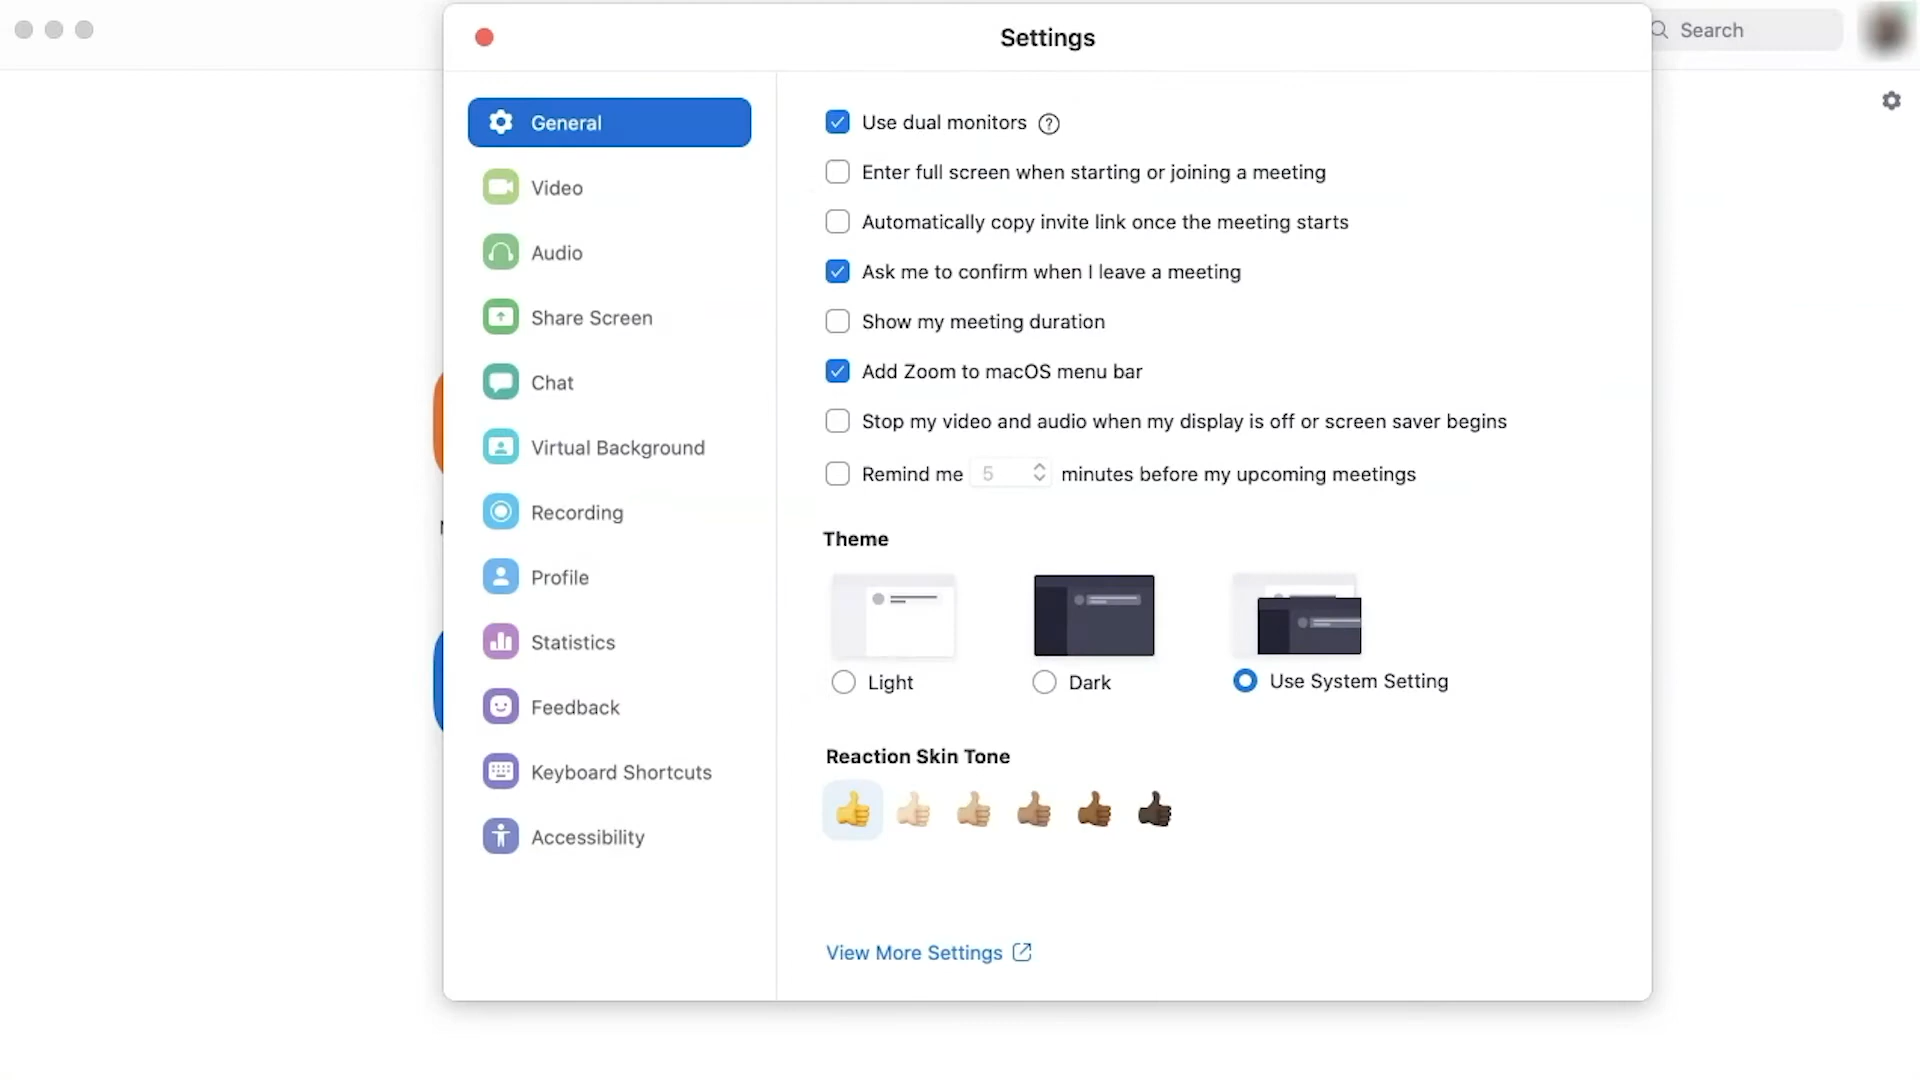 Settings
Search
General
Video
Audio
Share Screen
Chat
Virtual Background
Recording
Profile
Statistics
Feedback
Keyboard Shortcuts
Accessibility
Use dual monitors ?
Enter full screen when starting or joining a meeting
Automatically copy invite link once the meeting starts
Ask me to confirm when I leave a meeting
Show my meeting duration
Add Zoom to macOS menu bar
Stop my video and audio when my display is off or screen saver begins
Remind me 5 minutes before my upcoming meetings
Theme
Light
Dark
Use System Setting
Reaction Skin Tone
View More Settings